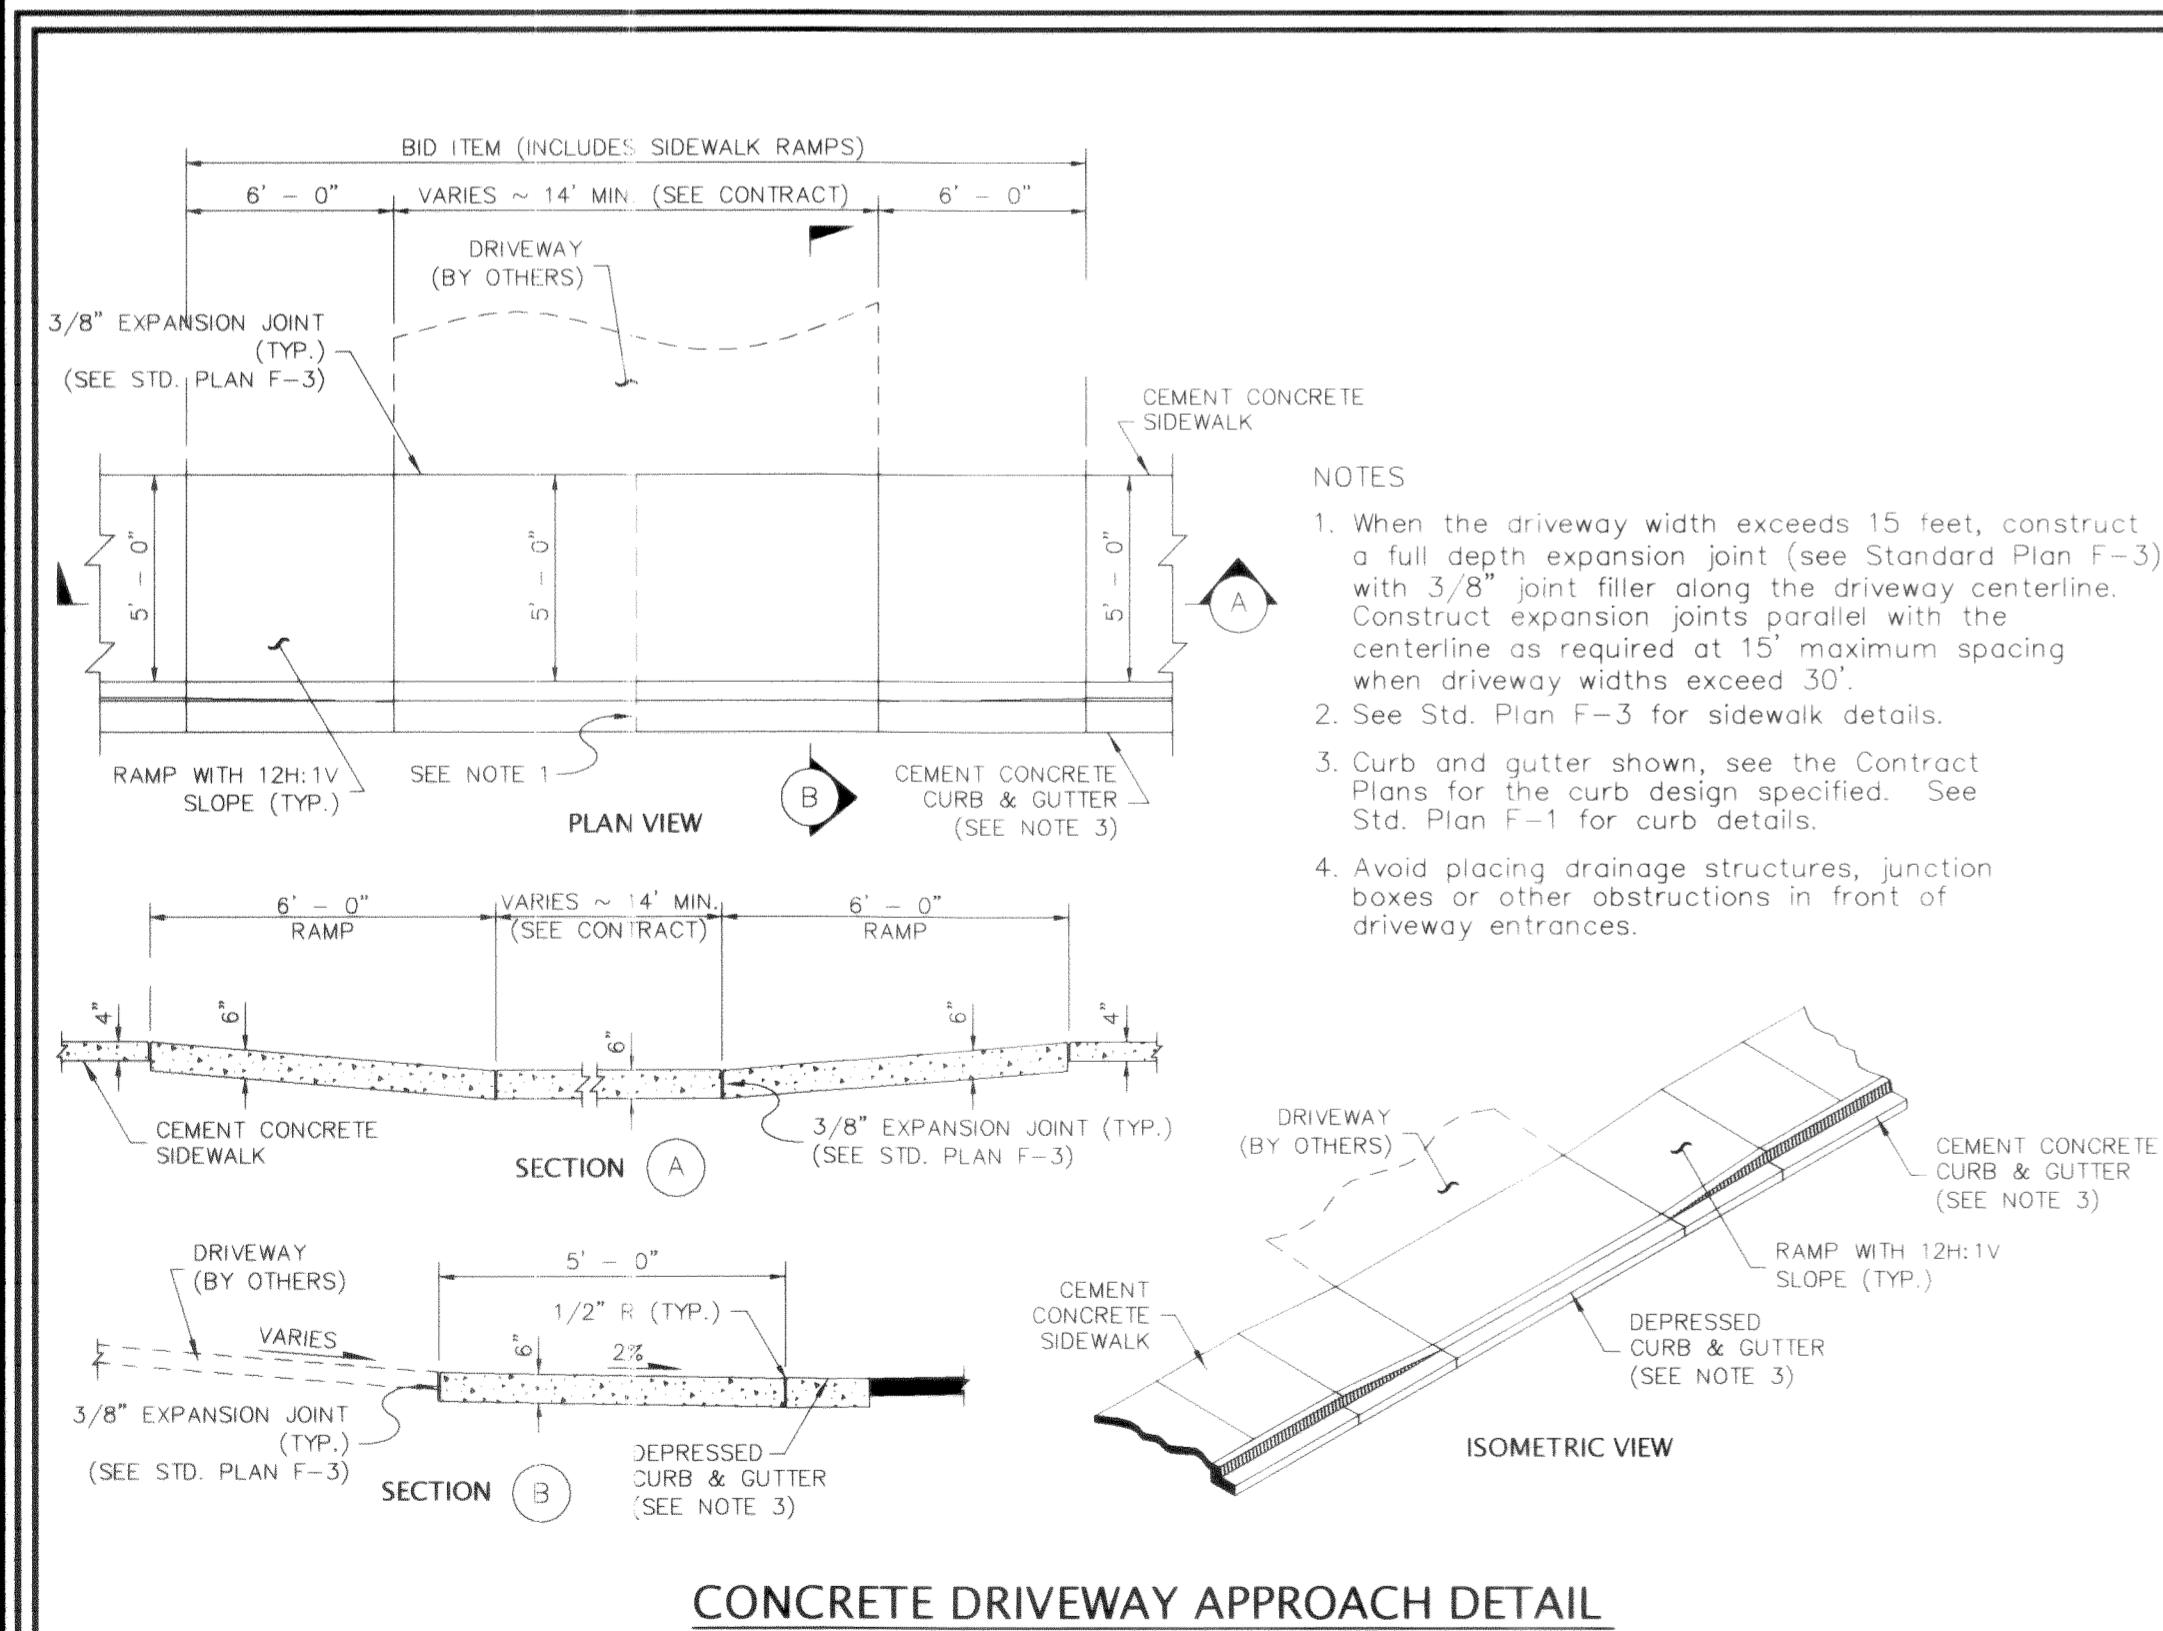 BID ITEM (INCLUDES SIDEWALK RAMPS)
6' - 0"
VARIES ~ 14' MIN. (SEE CONTRACT)
6' - 0"
DRIVEWAY
(BY OTHERS)
3/8" EXPANSION JOINT
(TYP.)
(SEE STD. PLAN F-3)
CEMENT CONCRETE
SIDEWALK
5' - 0"
5' - 0"
5' - 0"
A
RAMP WITH 12H:1V
SLOPE (TYP.)
SEE NOTE 1
B
CEMENT CONCRETE
CURB & GUTTER
(SEE NOTE 3)
PLAN VIEW
NOTES
1. When the driveway width exceeds 15 feet, construct
a full depth expansion joint (see Standard Plan F-3)
with 3/8" joint filler along the driveway centerline.
Construct expansion joints parallel with the
centerline as required at 15' maximum spacing
when driveway widths exceed 30'.
2. See Std. Plan F-3 for sidewalk details.
3. Curb and gutter shown, see the Contract
Plans for the curb design specified. See
Std. Plan F-1 for curb details.
4. Avoid placing drainage structures, junction
boxes or other obstructions in front of
driveway entrances.
6' - 0"
RAMP
VARIES ~ 14' MIN.
(SEE CONTRACT)
6' - 0"
RAMP
4"
6"
6"
6"
4"
CEMENT CONCRETE
SIDEWALK
3/8" EXPANSION JOINT (TYP.)
(SEE STD. PLAN F-3)
SECTION A
DRIVEWAY
(BY OTHERS)
5' - 0"
1/2" R (TYP.)
VARIES
6"
2%
3/8" EXPANSION JOINT
(TYP.)
(SEE STD. PLAN F-3)
DEPRESSED
CURB & GUTTER
(SEE NOTE 3)
SECTION B
DRIVEWAY
(BY OTHERS)
CEMENT CONCRETE
CURB & GUTTER
(SEE NOTE 3)
RAMP WITH 12H:1V
SLOPE (TYP.)
CEMENT
CONCRETE
SIDEWALK
DEPRESSED
CURB & GUTTER
(SEE NOTE 3)
ISOMETRIC VIEW
CONCRETE DRIVEWAY APPROACH DETAIL